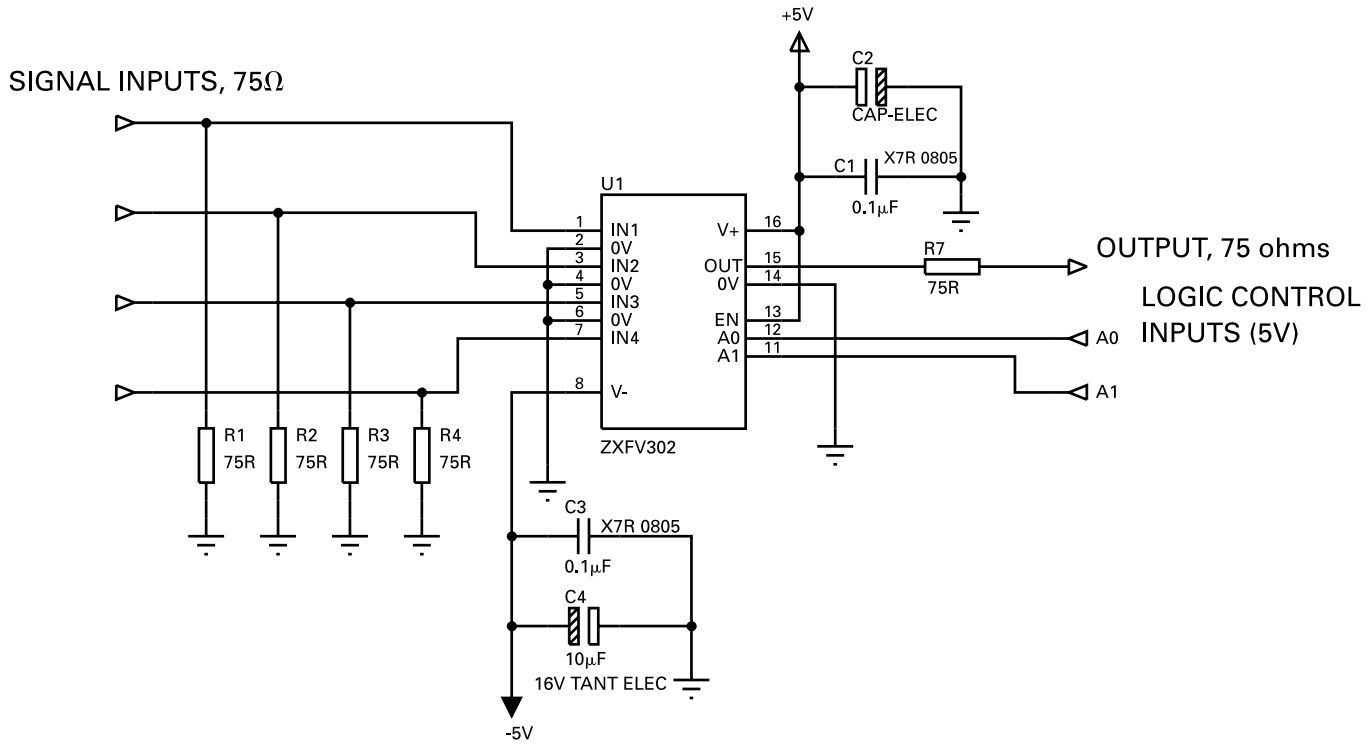 +5V
SIGNAL INPUTS, 75Ω
C2
CAP-ELEC
C1
X7R 0805
0.1µF
U1
1
IN1
2
0V
3
IN2
4
0V
5
IN3
6
0V
7
IN4
8
V-
V+
16
OUT
15
0V
14
EN
13
A0
12
A1
11
ZXFV302
R7
75R
OUTPUT, 75 ohms
LOGIC CONTROL
INPUTS (5V)
A0
A1
R1
75R
R2
75R
R3
75R
R4
75R
C3
X7R 0805
0.1µF
C4
10µF
16V TANT ELEC
-5V